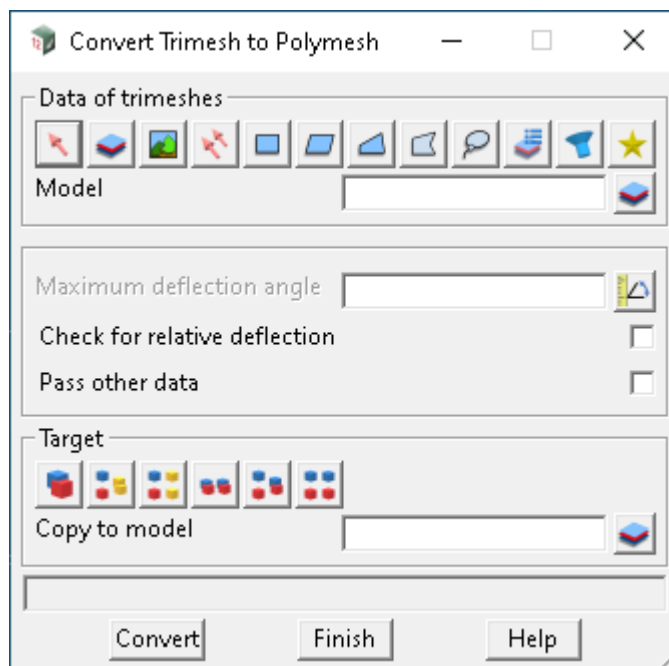 Convert Trimesh to Polymesh
Data of trimeshes
Model
Maximum deflection angle
Check for relative deflection
Pass other data
Target
Copy to model
Convert Finish Help